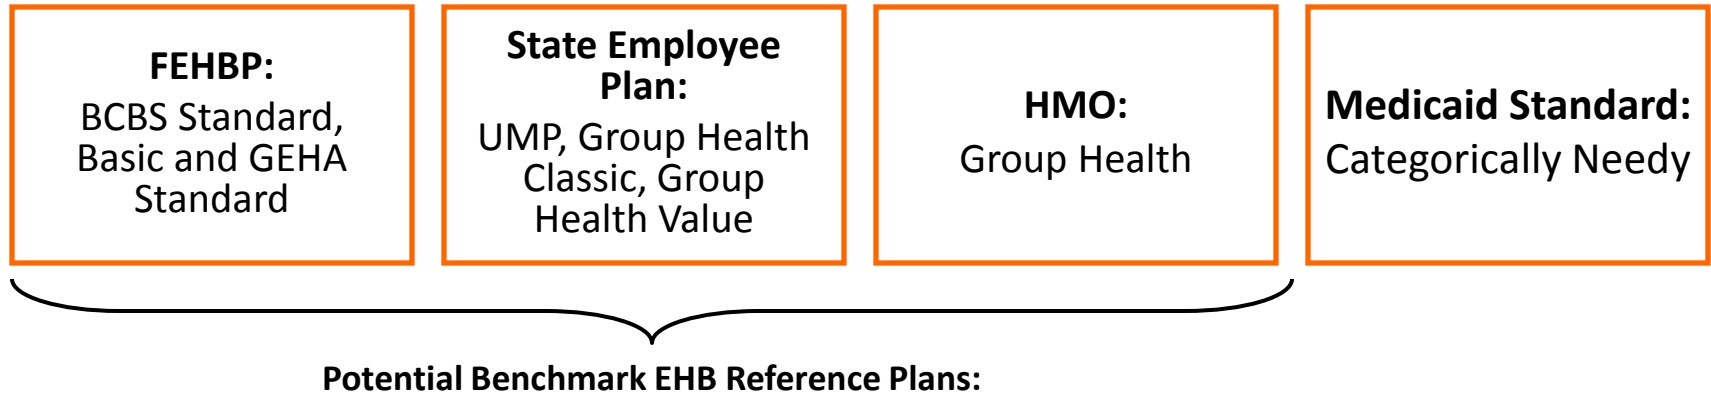 FEHBP:
BCBS Standard,
Basic and GEHA
Standard
State Employee
Plan:
UMP, Group Health
Classic, Group
Health Value
HMO:
Group Health
Medicaid Standard:
Categorically Needy
Potential Benchmark EHB Reference Plans: